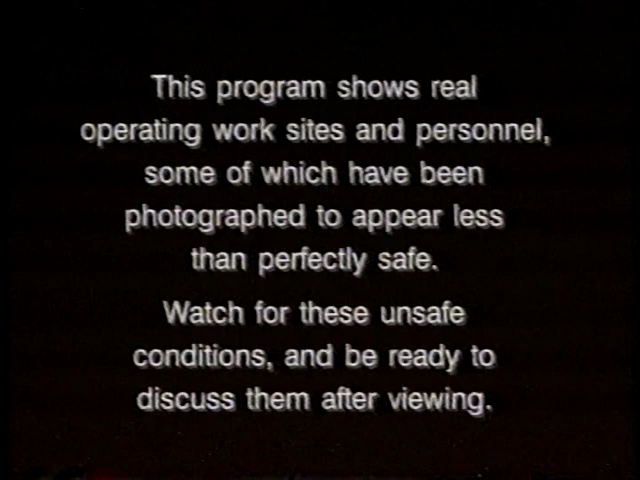 This program shows real
operating work sites and personnel,
some of which have been
photographed to appear less
than perfectly safe.
Watch for these unsafe
conditions, and be ready to
discuss them after viewing.